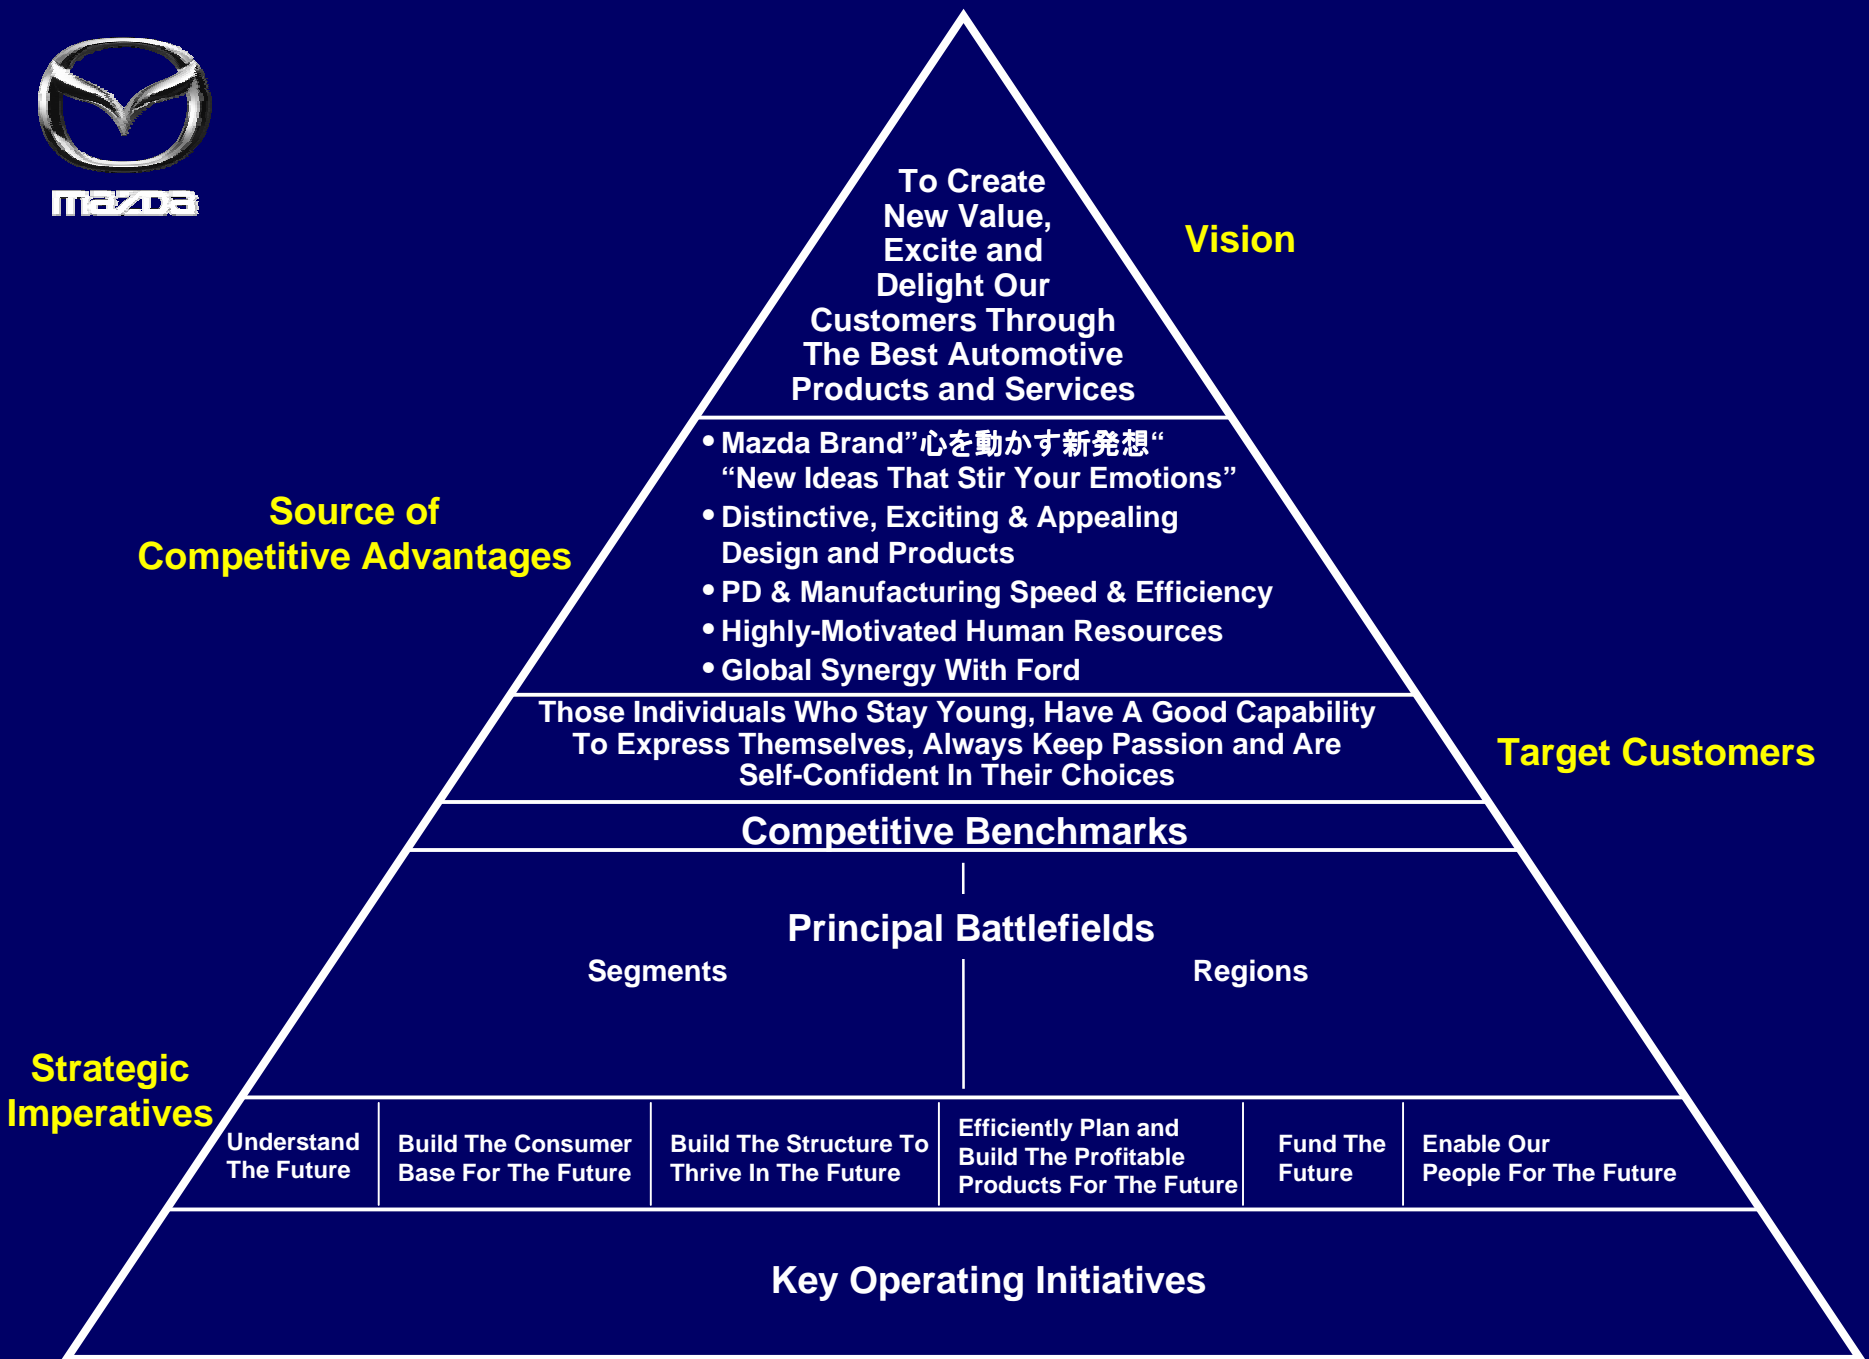 mazda
To Create
New Value,
Excite and
Delight Our
Customers Through
The Best Automotive
Products and Services
Vision
•Mazda Brand”心を動かす新発想“
“New Ideas That Stir Your Emotions”
•Distinctive, Exciting & Appealing
Design and Products
•PD & Manufacturing Speed & Efficiency
•Highly-Motivated Human Resources
•Global Synergy With Ford
Source of
Competitive Advantages
Those Individuals Who Stay Young, Have A Good Capability
To Express Themselves, Always Keep Passion and Are
Self-Confident In Their Choices
Target Customers
Competitive Benchmarks
Principal Battlefields
Segments
Regions
Strategic
Imperatives
Understand
The Future
Build The Consumer
Base For The Future
Build The Structure To
Thrive In The Future
Efficiently Plan and
Build The Profitable
Products For The Future
Fund The
Future
Enable Our
People For The Future
Key Operating Initiatives